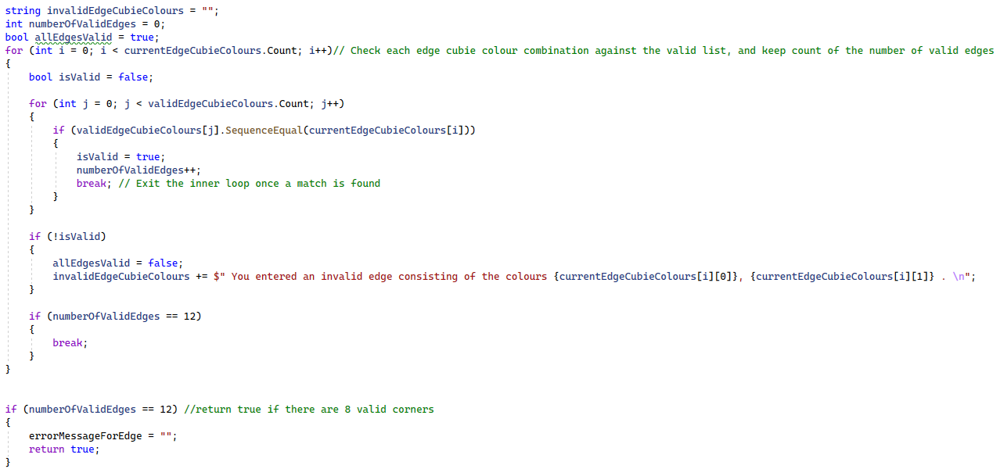 string invalidEdgeCubieColours = "";
int numberOfValidEdges = 0;
bool allEdgesValid = true;
for (int i = 0; i < currentEdgeCubieColours.Count; i++)// Check each edge cubie colour combination against the valid list, and keep count of the number of valid edges
{
    bool isValid = false;

    for (int j = 0; j < validEdgeCubieColours.Count; j++)
    {
        if (validEdgeCubieColours[j].SequenceEqual(currentEdgeCubieColours[i]))
        {
            isValid = true;
            numberOfValidEdges++;
            break; // Exit the inner loop once a match is found
        }
    }

    if (!isValid)
    {
        allEdgesValid = false;
        invalidEdgeCubieColours += $" You entered an invalid edge consisting of the colours {currentEdgeCubieColours[i][0]}, {currentEdgeCubieColours[i][1]} . \n";
    }

    if (numberOfValidEdges == 12)
    {
        break;
    }
}


if (numberOfValidEdges == 12) //return true if there are 8 valid corners
{
    errorMessageForEdge = "";
    return true;
}